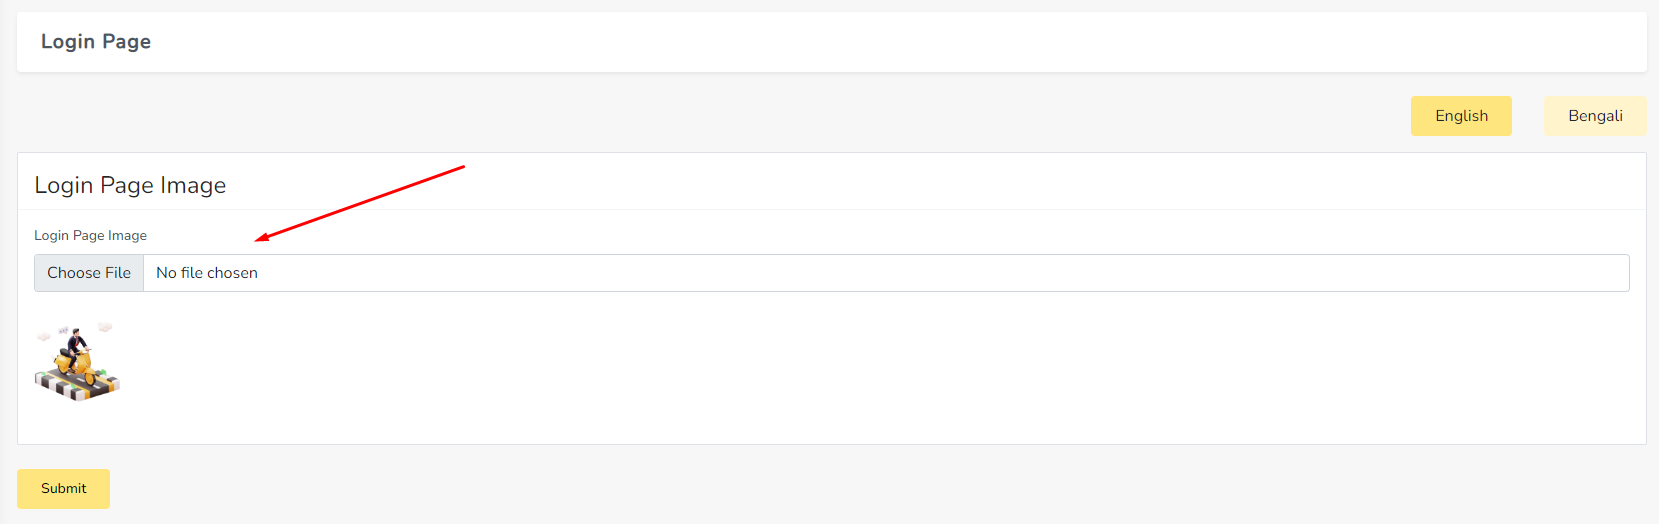 Login Page
English Bengali
Login Page Image
Login Page Image
Choose File No file chosen
Submit